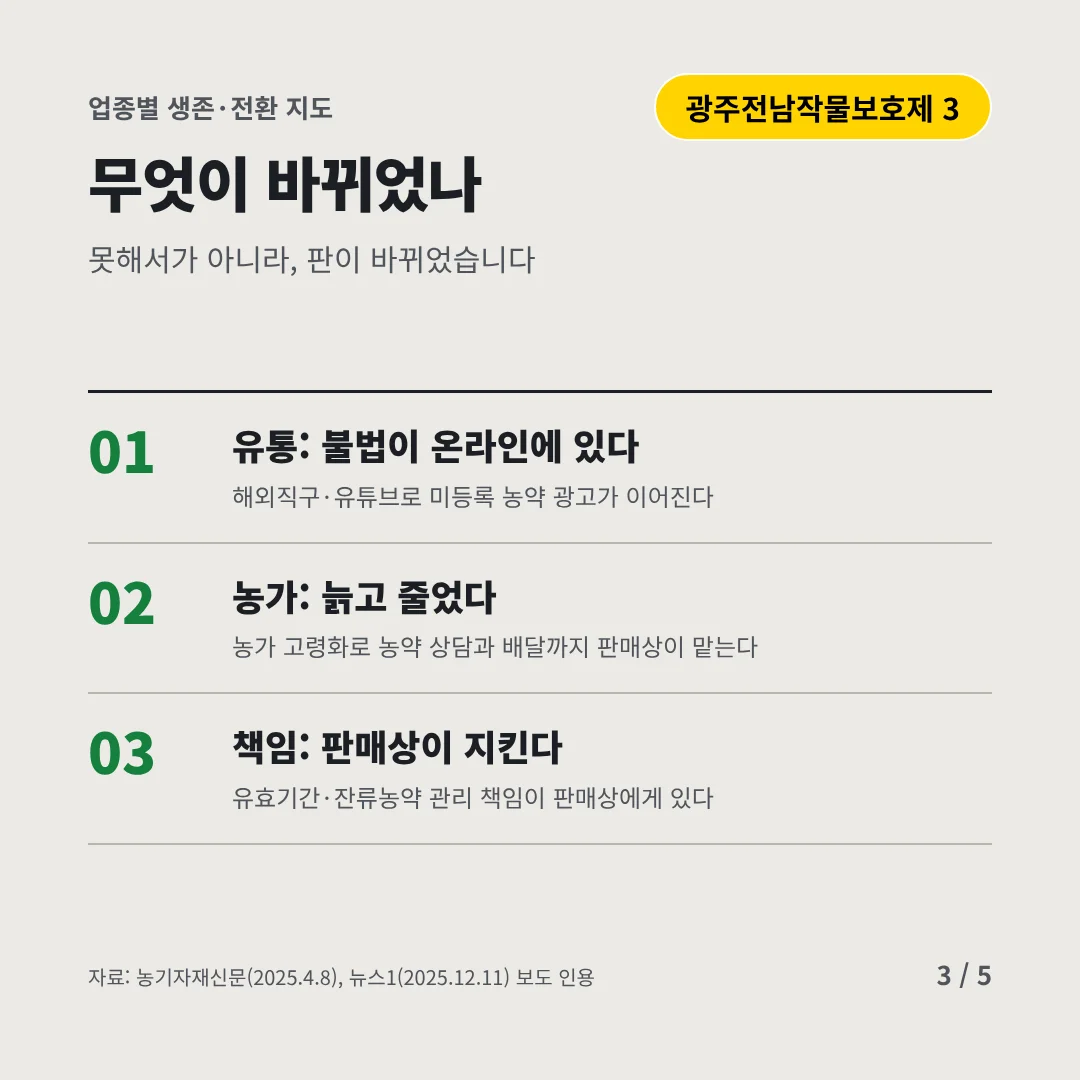 업종별 생존·전환 지도
광주전남작물보호제 3
무엇이 바뀌었나
못해서가 아니라, 판이 바뀌었습니다
01
유통: 불법이 온라인에 있다
해외직구·유튜브로 미등록 농약 광고가 이어진다
02
농가: 늙고 줄었다
농가 고령화로 농약 상담과 배달까지 판매상이 맡는다
03
책임: 판매상이 지킨다
유효기간·잔류농약 관리 책임이 판매상에게 있다
자료: 농기자재신문(2025.4.8), 뉴스1(2025.12.11) 보도 인용
3 / 5